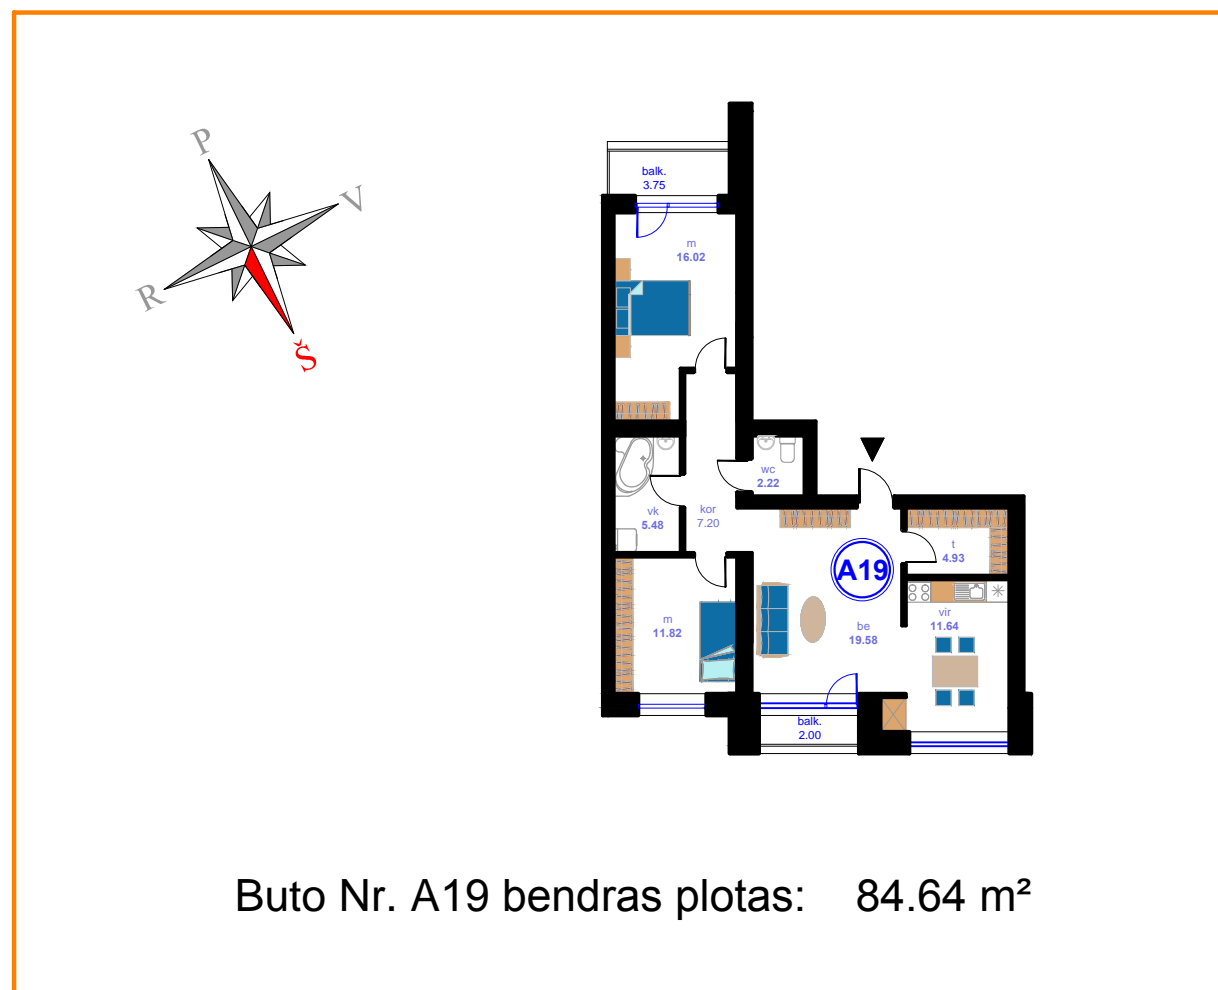 P
V
R
Š
balk.
3.75
m
16.02
wc
2.22
vk
5.48
kor
7.20
t
4.93
A19
m
11.82
be
19.58
vir
11.64
balk.
2.00
Buto Nr. A19 bendras plotas: 84.64 m²